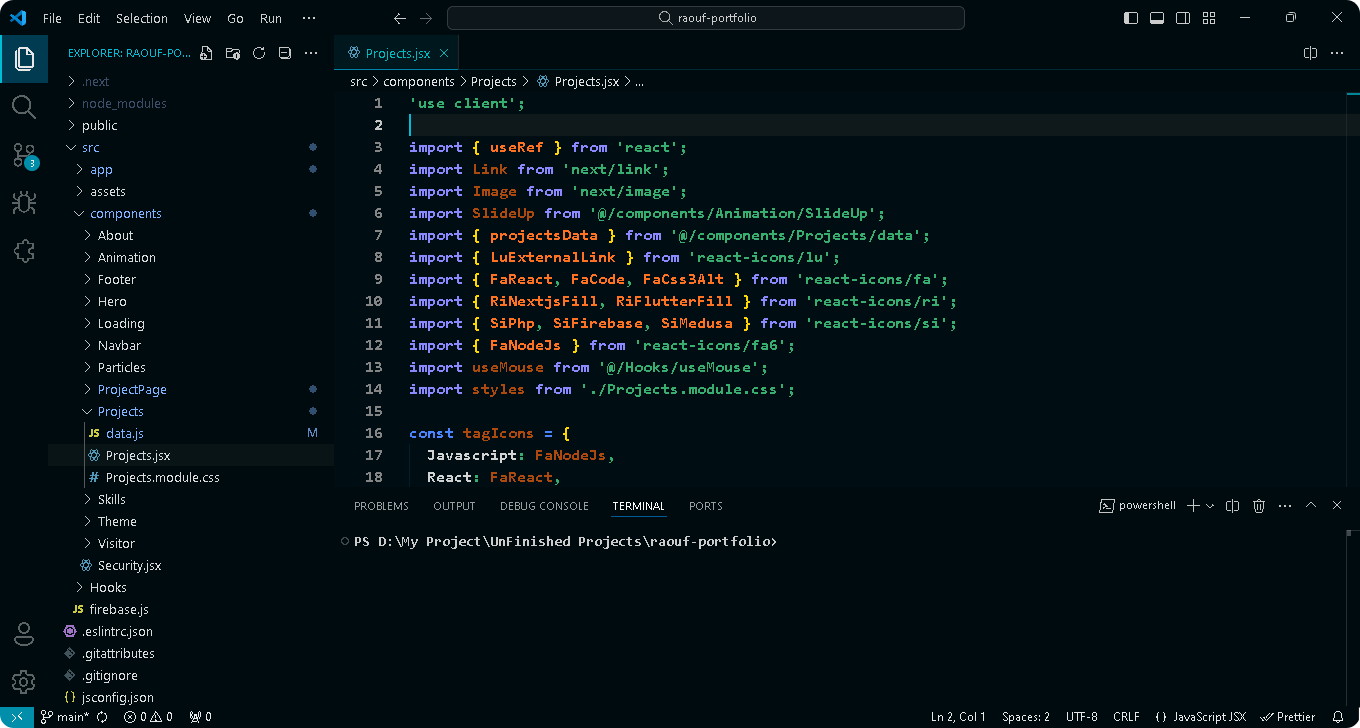 File Edit Selection View Go Run ···
raouf-portfolio
EXPLORER: RAOUF-PO...
.next
node_modules
public
src
app
assets
components
About
Animation
Footer
Hero
Loading
Navbar
Particles
ProjectPage
Projects
JS data.js M
Projects.jsx
# Projects.module.css
Skills
Theme
Visitor
Security.jsx
Hooks
JS firebase.js
.eslintrc.json
.gitattributes
.gitignore
{} jsconfig.json
3
Projects.jsx
src > components > Projects > Projects.jsx > ...
1 'use client';
2
3 import { useRef } from 'react';
4 import Link from 'next/link';
5 import Image from 'next/image';
6 import SlideUp from '@/components/Animation/SlideUp';
7 import { projectsData } from '@/components/Projects/data';
8 import { LuExternalLink } from 'react-icons/lu';
9 import { FaReact, FaCode, FaCss3Alt } from 'react-icons/fa';
10 import { RiNextjsFill, RiFlutterFill } from 'react-icons/ri';
11 import { SiPhp, SiFirebase, SiMedusa } from 'react-icons/si';
12 import { FaNodeJs } from 'react-icons/fa6';
13 import useMouse from '@/Hooks/useMouse';
14 import styles from './Projects.module.css';
15
16 const tagIcons = {
17 Javascript: FaNodeJs,
18 React: FaReact,
PROBLEMS OUTPUT DEBUG CONSOLE TERMINAL PORTS
powershell
PS D:\My Project\UnFinished Projects\raouf-portfolio>
main* 0 0 0
Ln 2, Col 1 Spaces: 2 UTF-8 CRLF {} JavaScript JSX Prettier